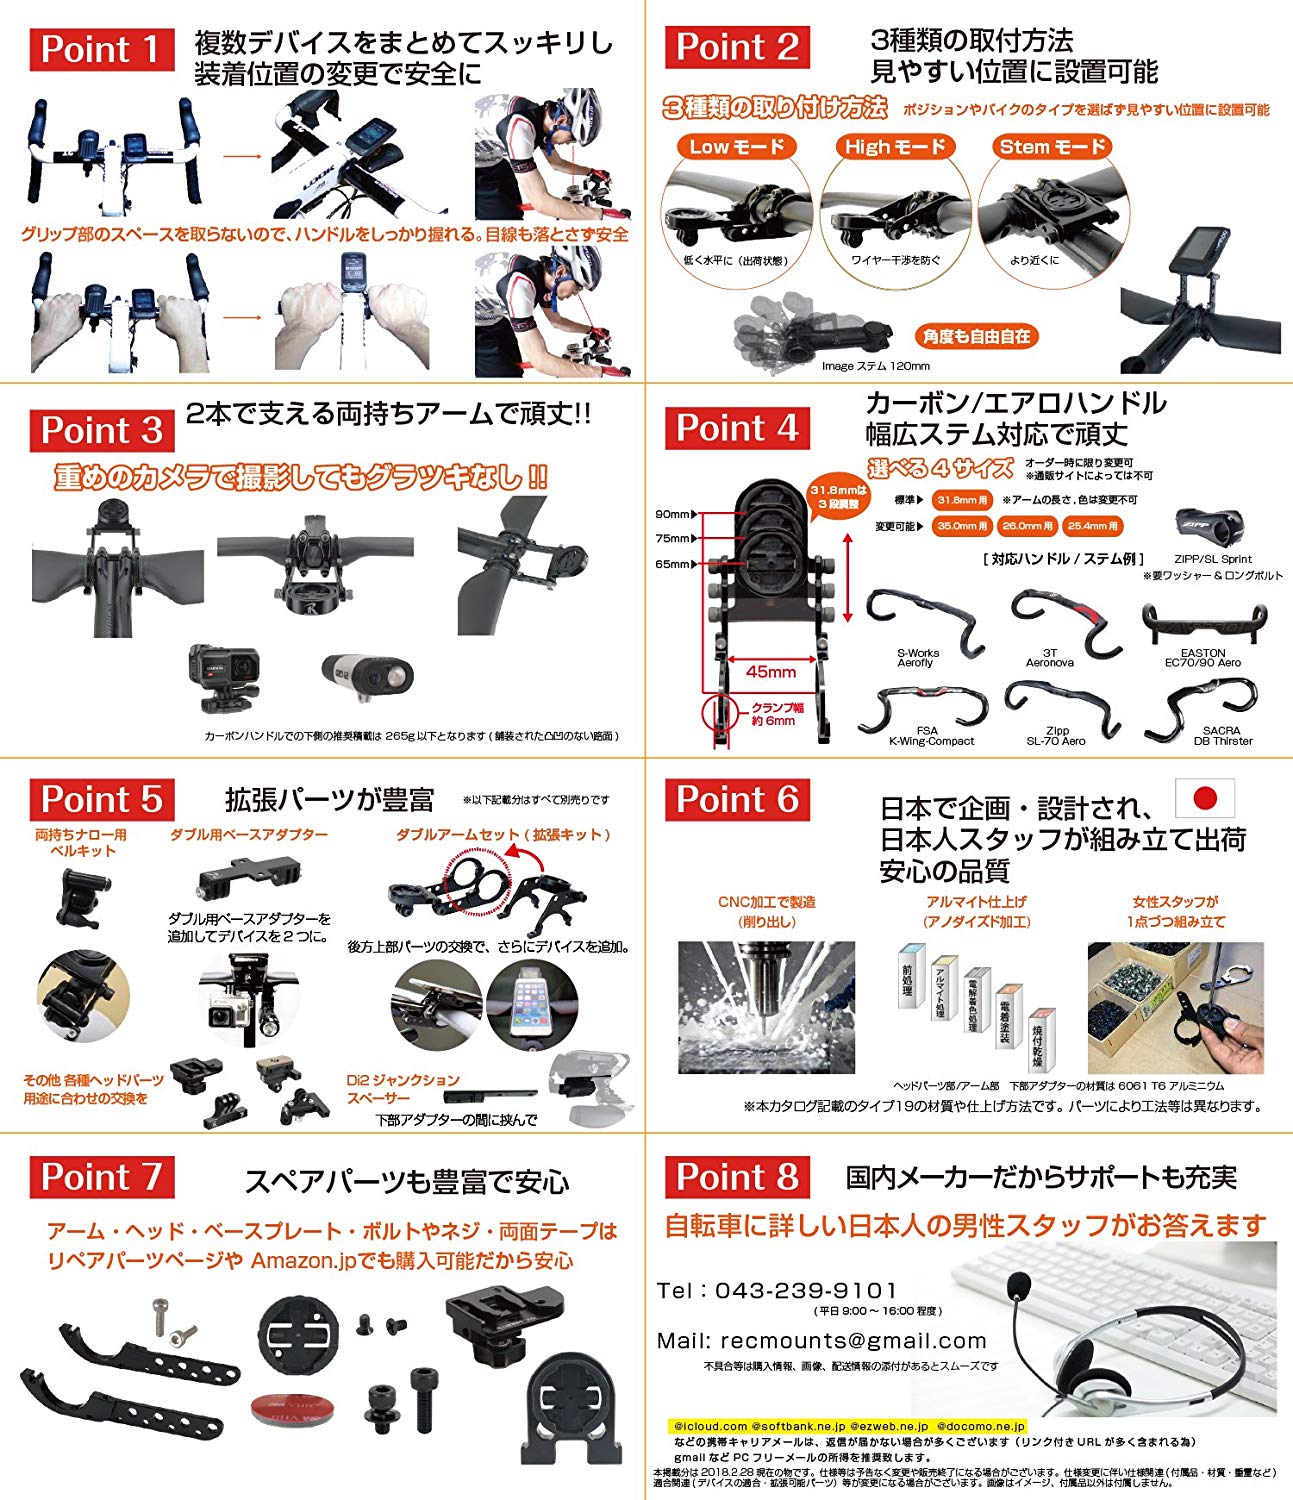 Point 1
複数デバイスをまとめてスッキリし
装着位置の変更で安全に
グリップ部のスペースを取らないので、ハンドルをしっかり握れる。目線も落とさず安全
Point 2
3種類の取付方法
見やすい位置に設置可能
3種類の取り付け方法 ポジションやバイクのタイプを選ばず見やすい位置に設置可能
Low モード
High モード
Stem モード
低く水平に（出荷状態）
ワイヤー干渉を防ぐ
より近くに
角度も自由自在
Image ステム 120mm
Point 3
2本で支える両持ちアームで頑丈!!
重めのカメラで撮影してもグラツキなし!!
カーボンハンドルでの下側の推奨積載は 265g 以下となります ( 舗装された凸凹のない路面 )
Point 4
カーボン/エアロハンドル
幅広ステム対応で頑丈
選べる 4 サイズ
オーダー時に限り変更可
※通販サイトによっては不可
標準▶ 31.8mm 用 ※アームの長さ, 色は変更不可
変更可能▶ 35.0mm 用 26.0mm 用 25.4mm 用
31.8mmは
3 段調整
90mm▶
75mm▶
65mm▶
45mm
クランプ幅
約 6mm
[ 対応ハンドル / ステム例 ]
ZIPP
ZIPP/SL Sprint
※要ワッシャー & ロングボルト
S-Works
Aerofly
3T
Aeronova
EASTON
EC70/90 Aero
FSA
K-Wing-Compact
Zipp
SL-70 Aero
SACRA
DB Thirster
Point 5
拡張パーツが豊富
※以下記載分はすべて別売りです
両持ちナロー用
ベルキット
ダブル用ベースアダプター
ダブル用ベースアダプターを
追加してデバイスを 2 つに。
ダブルアームセット ( 拡張キット )
後方上部パーツの交換で、さらにデバイスを追加。
その他 各種ヘッドパーツ
用途に合わせの交換を
Di2 ジャンクション
スペーサー
下部アダプターの間に挟んで
Point 6
日本で企画・設計され、
日本人スタッフが組み立て出荷
安心の品質
CNC加工で製造
(削り出し)
アルマイト仕上げ
(アノダイズド加工)
女性スタッフが
1点づつ組み立て
前処理
アルマイト処理
電解着色処理
電着塗装
焼付乾燥
ヘッドパーツ部/アーム部　下部アダプターの材質は 6061 T6 アルミニウム
※本カタログ記載のタイプ19の材質や仕上げ方法です。パーツにより工法等は異なります。
Point 7
スペアパーツも豊富で安心
アーム・ヘッド・ベースプレート・ボルトやネジ・両面テープは
リペアパーツページや Amazon.jpでも購入可能だから安心
Point 8
国内メーカーだからサポートも充実
自転車に詳しい日本人の男性スタッフがお答えます
Tel：043-239-9101
( 平日 9:00 ～ 16:00 程度 )
Mail: recmounts@gmail.com
不具合等は購入情報、画像、配送情報の添付があるとスムーズです
@icloud.com @softbank.ne.jp @ezweb.ne.jp @docomo.ne.jp
などの携帯キャリアメールは、返信が届かない場合が多くございます ( リンク付き URL が多く含まれる為 )
gmail など P C フリーメールの所得を推奨致します。
本掲載分は 2018.2.28 現在の物です。仕様等は予告なく変更や販売終了になる場合がございます。仕様変更に伴い仕様関連 ( 付属品・材質・重量など )
適合関連 ( デバイスの適合・拡張可能パーツ ) 等が変更になる場合がございます。画像はイメージ、付属品以外は付属しません。